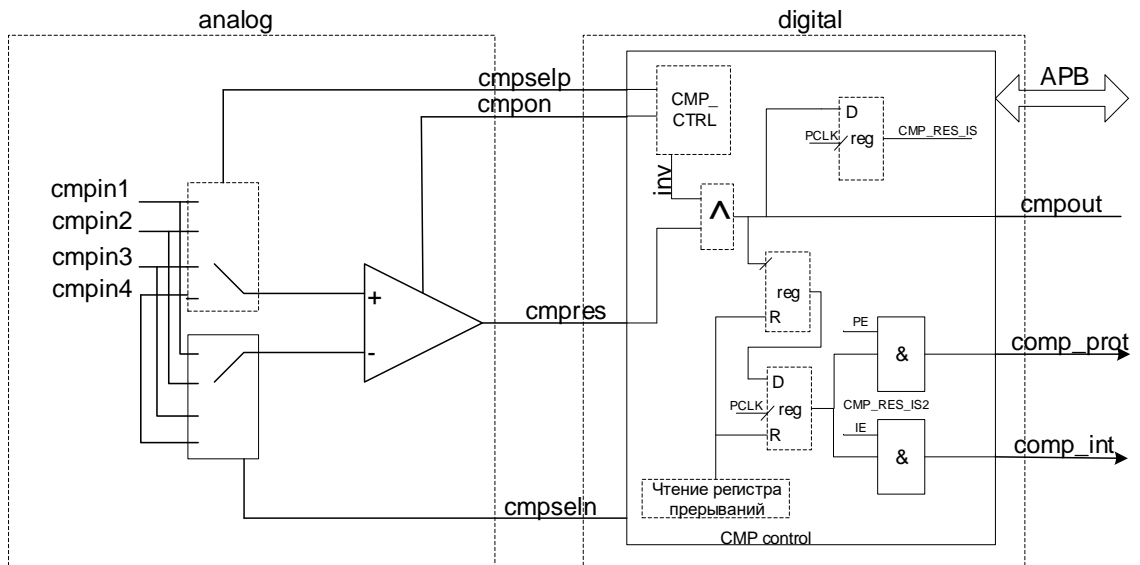 analog
digital
cmpselp
cmpon
CMP_
CTRL
APB
D
PCLK
reg
CMP_RES_IS
inv
^
cmpin1
cmpin2
cmpin3
cmpin4
cmpout
+
-
cmpres
reg
R
PE
&
comp_prot
D
PCLK
reg
R
CMP_RES_IS2
IE
&
comp_int
Чтение регистра
прерываний
cmpseln
CMP control